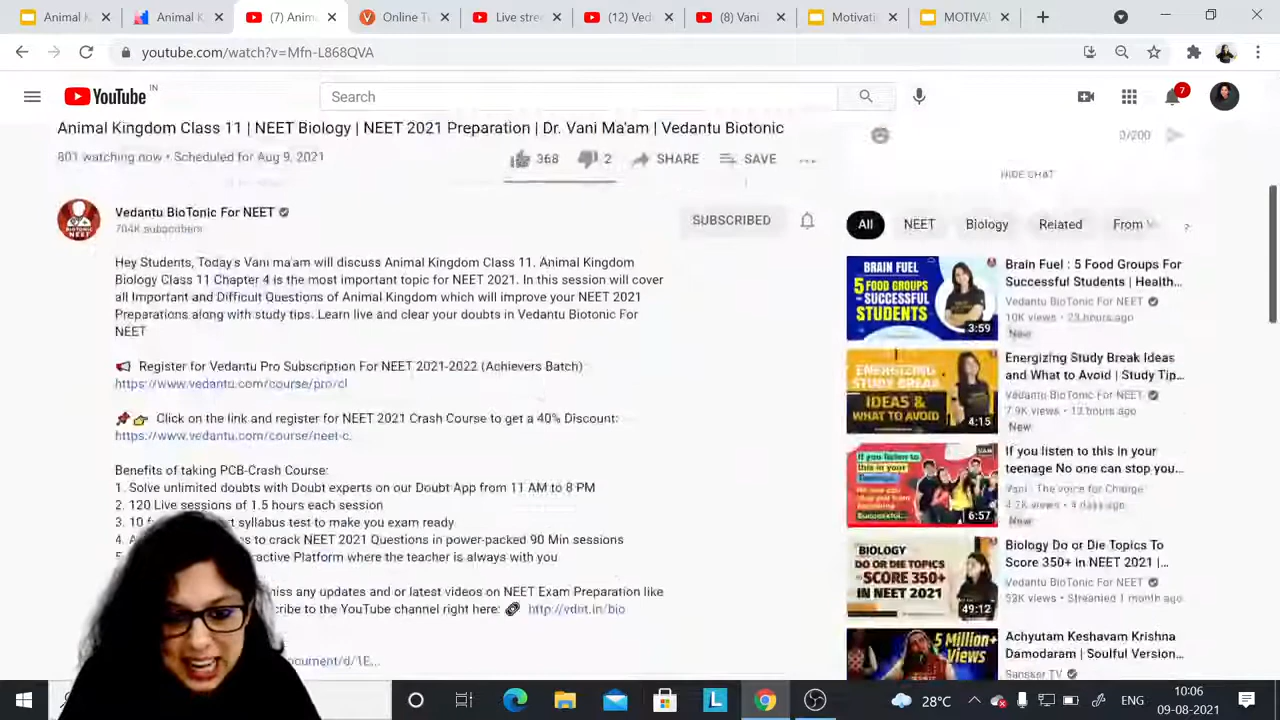 Animal K
Animal K
(7) Anima
Online Te
Live stre
(12) Ved
(8) Vani
Motivati
MOTIVAT
youtube.com/watch?v=Mfn-L868QVA
YouTube IN
Search
7
Animal Kingdom Class 11 | NEET Biology | NEET 2021 Preparation | Dr. Vani Ma'am | Vedantu Biotonic
801 watching now • Scheduled for Aug 9, 2021
368
2
SHARE
SAVE
0/200
HIDE CHAT
Vedantu BioTonic For NEET
704K subscribers
SUBSCRIBED
Hey Students, Today's Vani ma'am will discuss Animal Kingdom Class 11. Animal Kingdom
Biology Class 11 Chapter 4 is the most important topic for NEET 2021. In this session will cover
all Important and Difficult Questions of Animal Kingdom which will improve your NEET 2021
Preparations along with study tips. Learn live and clear your doubts in Vedantu Biotonic For
NEET
Register for Vedantu Pro Subscription For NEET 2021-2022 (Achievers Batch)
https://www.vedantu.com/course/pro/cl
Click on the link and register for NEET 2021 Crash Course to get a 40% Discount:
https://www.vedantu.com/course/neet-c.
Benefits of taking PCB-Crash Course:
1. Solve unlimited doubts with Doubt experts on our Doubt App from 11 AM to 8 PM
2. 120 Live sessions of 1.5 hours each session
3. 10 syllabus test to make you exam ready
4. to crack NEET 2021 Questions in power-packed 90 Min sessions
ractive Platform where the teacher is always with you
miss any updates and or latest videos on NEET Exam Preparation like
cribe to the YouTube channel right here: http://vdnt.in/bio
ocument/d/1E...
All
NEET
Biology
Related
From V
BRAIN FUEL
5 FOOD GROUPS
FOR SUCCESSFUL
STUDENTS
3:59
Brain Fuel : 5 Food Groups For
Successful Students | Health...
Vedantu BioTonic For NEET
10K views • 23 hours ago
New
ENERGIZING
STUDY BREAK
IDEAS &
WHAT TO AVOID
4:15
Energizing Study Break Ideas
and What to Avoid | Study Tip...
Vedantu BioTonic For NEET
7.9K views • 12 hours ago
New
If you listen to
this in your
Teenage
6:57
If you listen to this In your
teenage No one can stop you...
Vani - The voice for Change
4.2K views • 4 days ago
New
BIOLOGY
DO OR DIE TOPICS
SCORE 350+
IN NEET 2021
49:12
Biology Do or Die Topics To
Score 350+ in NEET 2021 |...
Vedantu BioTonic For NEET
Streamed 1 month ago
5 Million+
Views
Achyutam Keshavam Krishna
Damodaram | Soulful Version...
Sanskar TV
L
28°C
ENG
10:06
09-08-2021